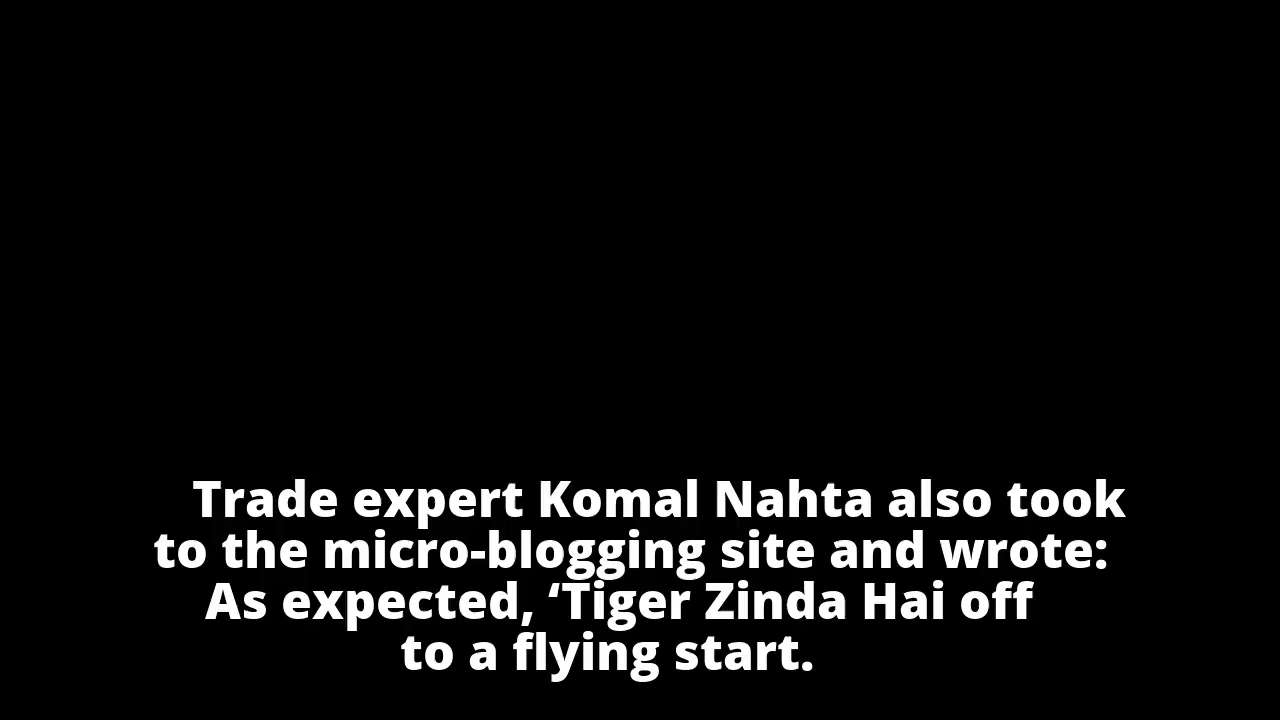 Trade expert Komal Nahta also took
to the micro-blogging site and wrote:
As expected, ‘Tiger Zinda Hai off
to a flying start.